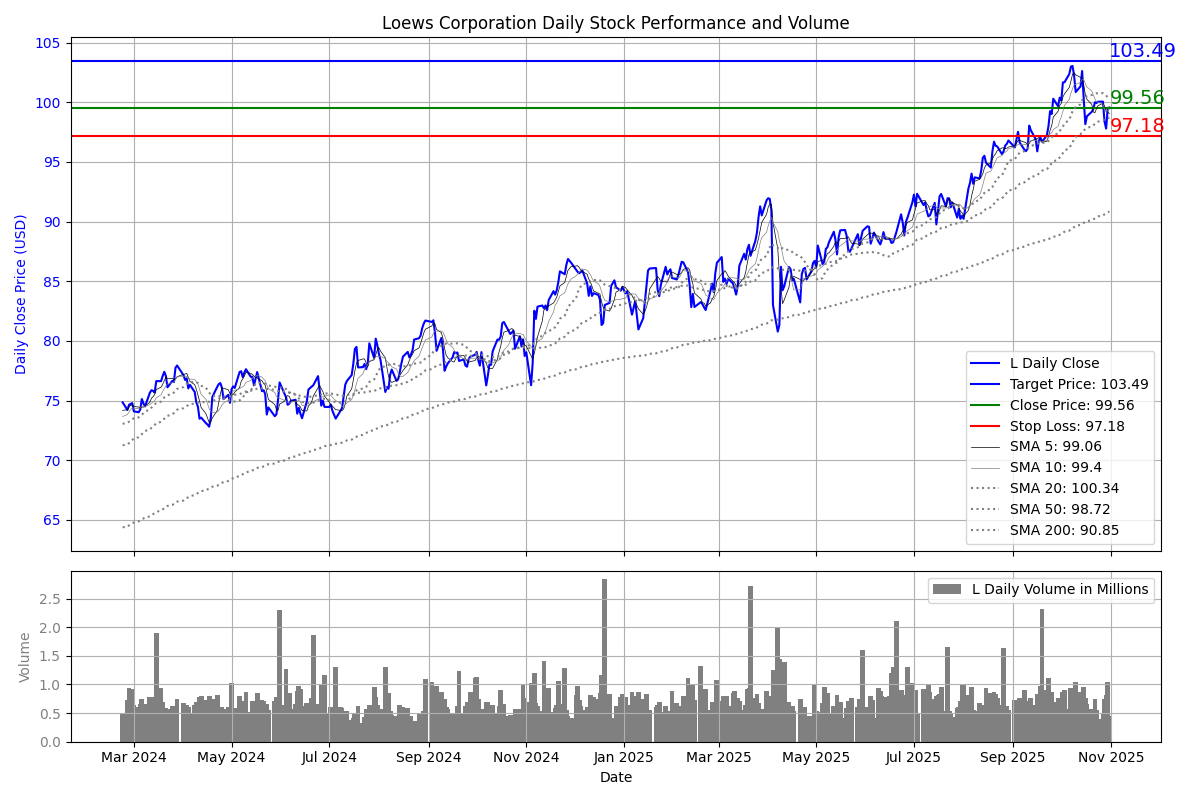 Loews Corporation Daily Stock Performance and Volume
Daily Close Price (USD)
105
100
95
90
85
80
75
70
65
103.49
99.56
97.18
L Daily Close
Target Price: 103.49
Close Price: 99.56
Stop Loss: 97.18
SMA 5: 99.06
SMA 10: 99.4
SMA 20: 100.34
SMA 50: 98.72
SMA 200: 90.85
Volume
2.5
2.0
1.5
1.0
0.5
0.0
L Daily Volume in Millions
Mar 2024
May 2024
Jul 2024
Sep 2024
Nov 2024
Jan 2025
Mar 2025
May 2025
Jul 2025
Sep 2025
Nov 2025
Date